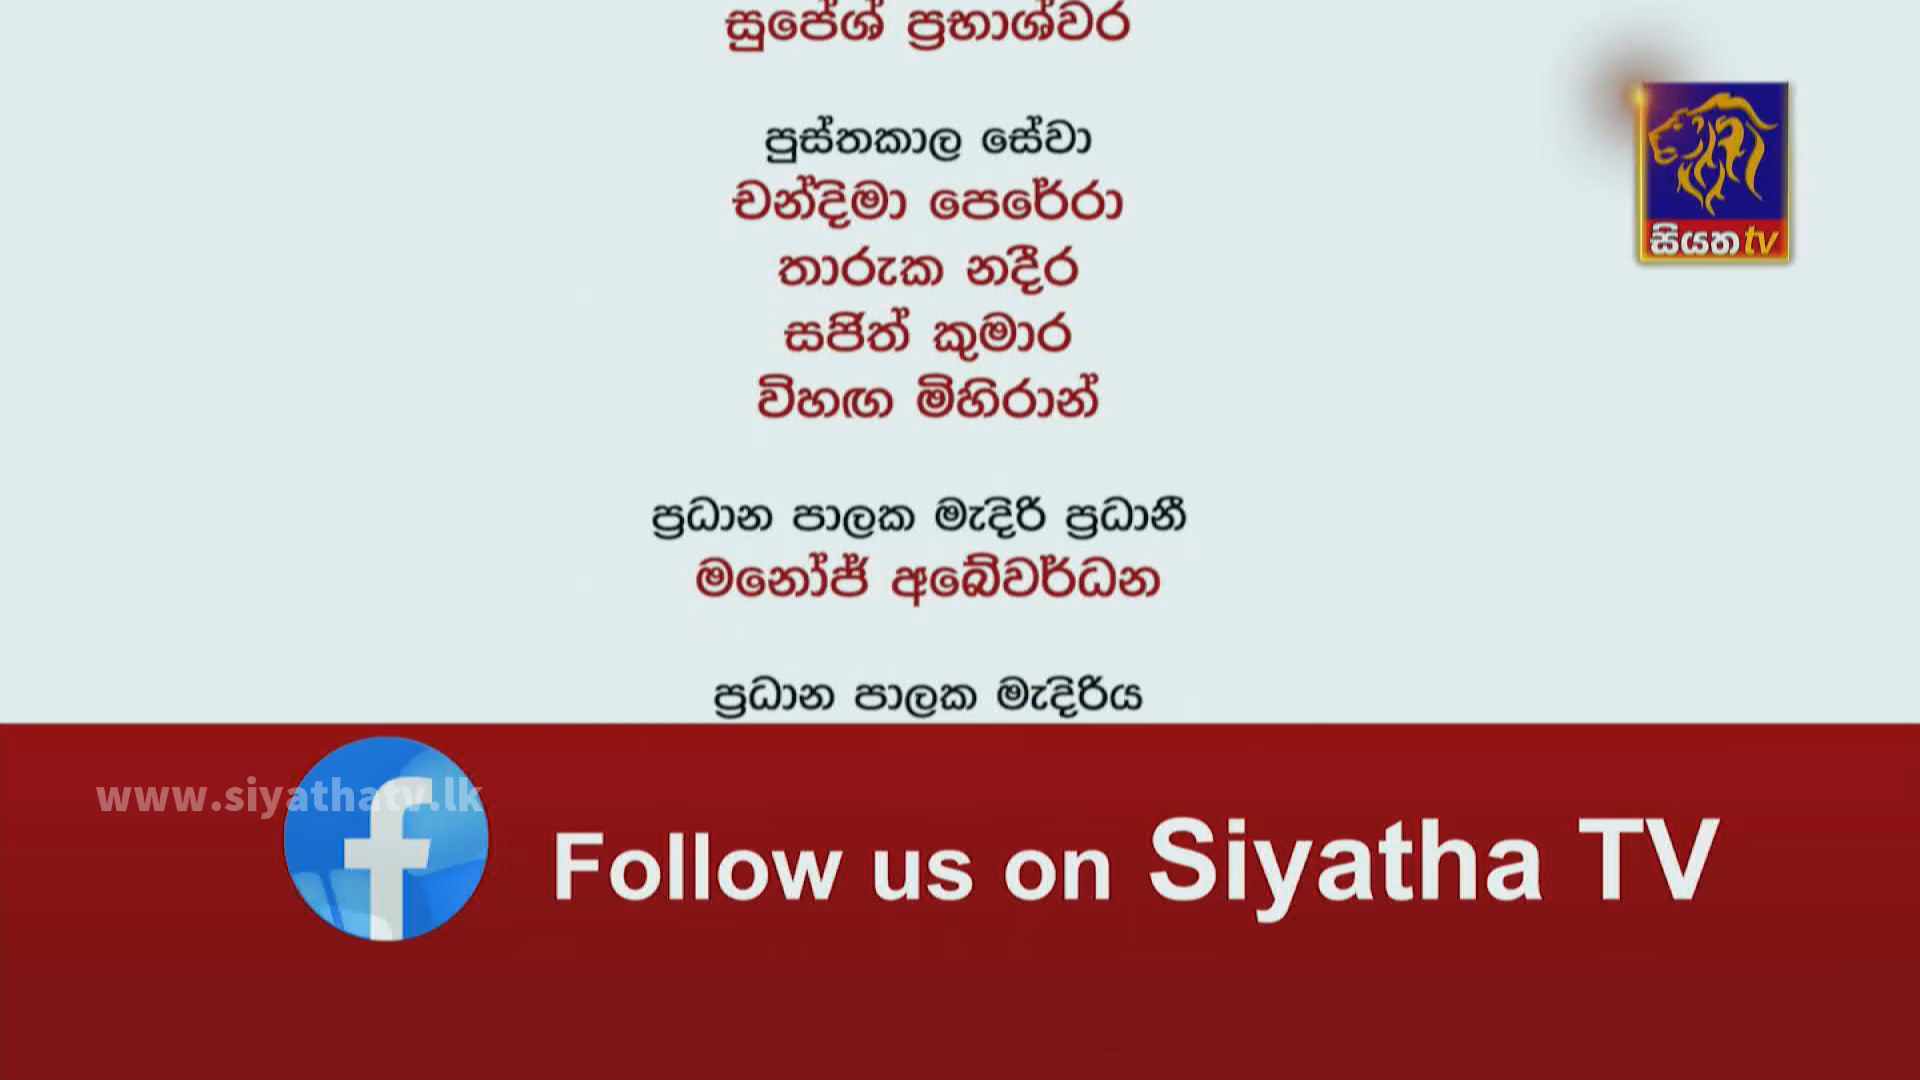 සුපේශ් ප්‍රභාශ්වර
පුස්තකාල සේවා
චන්දිමා පෙරේරා
තාරුක නදීර
සජිත් කුමාර
විහඟ මිහිරාන්
ප්‍රධාන පාලක මැදිරි ප්‍රධානී
මනෝජ් අබේවර්ධන
ප්‍රධාන පාලක මැදිරිය
සියත tv
www.siyathatv.lk
Follow us on Siyatha TV